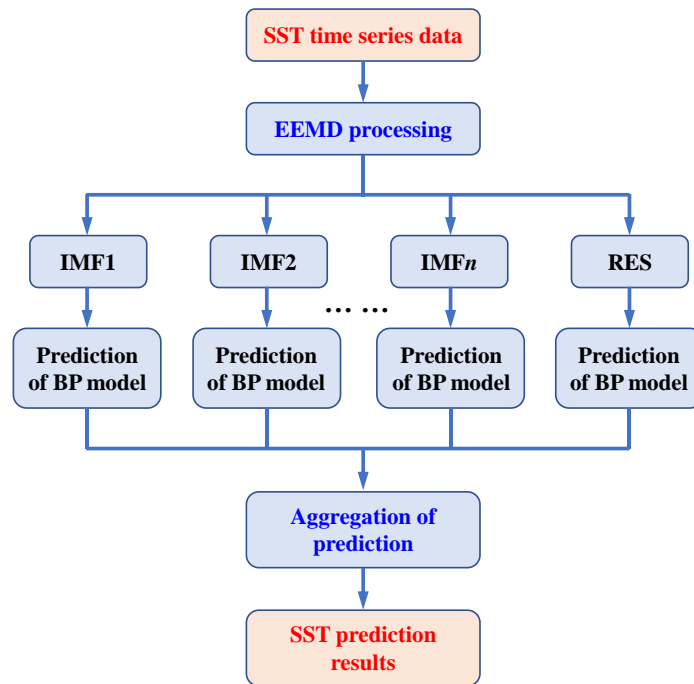 SST time series data
EEMD processing
IMF1
IMF2
IMFn
RES
… …
Prediction
of BP model
Prediction
of BP model
Prediction
of BP model
Prediction
of BP model
Aggregation of
prediction
SST prediction
results